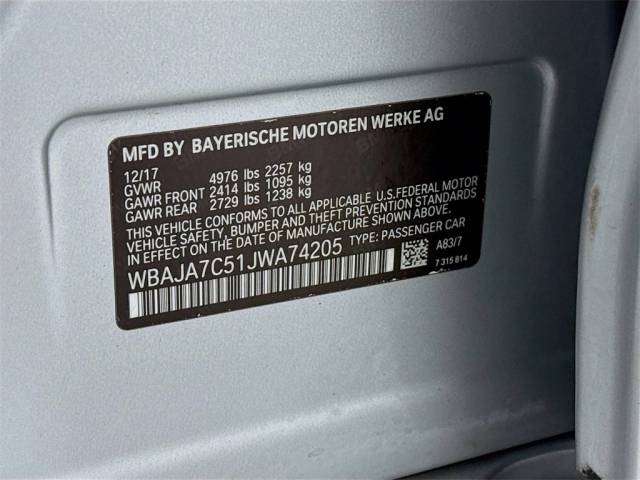 MFD BY BAYERISCHE MOTOREN WERKE AG
12/17
GVWR 4976 lbs 2257 kg
GAWR FRONT 2414 lbs 1095 kg
GAWR REAR 2729 lbs 1238 kg
THIS VEHICLE CONFORMS TO ALL APPLICABLE U.S.FEDERAL MOTOR
VEHICLE SAFETY, BUMPER AND THEFT PREVENTION STANDARDS
IN EFFECT ON THE DATE OF MANUFACTURE SHOWN ABOVE.
WBAJA7C51JWA74205 TYPE: PASSENGER CAR
A83/7
7 315 814